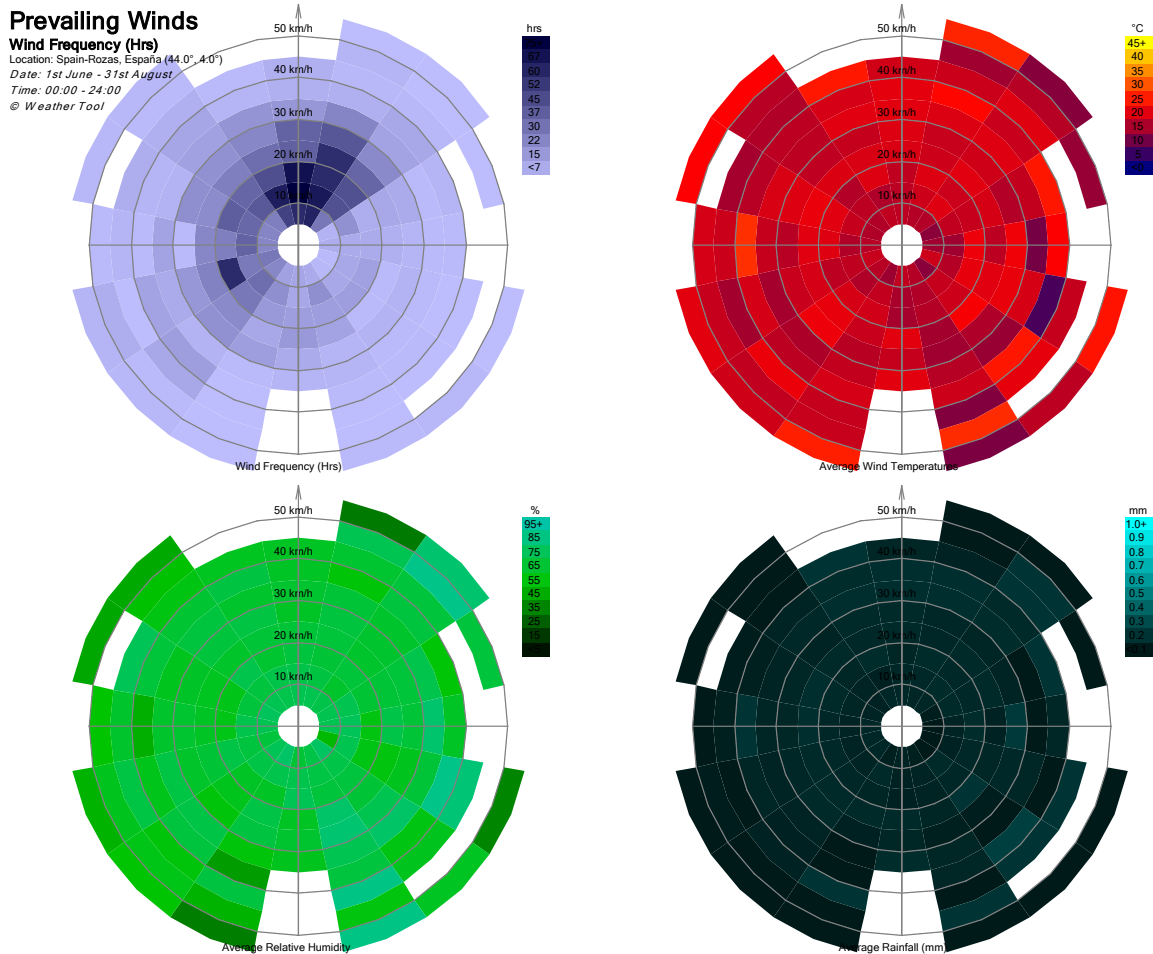 Prevailing Winds
Wind Frequency (Hrs)
Location: Spain-Rozas, España (44.0°, 4.0°)
Date: 1st June - 31st August
Time: 00:00 - 24:00
© Weather Tool
50 km/h
40 km/h
30 km/h
20 km/h
10 km/h
hrs
67
60
52
45
37
30
22
15
<7
Wind Frequency (Hrs)
50 km/h
40 km/h
30 km/h
20 km/h
10 km/h
°C
45+
40
35
30
25
20
15
10
5
<0
Average Wind Temperatures
50 km/h
40 km/h
30 km/h
20 km/h
10 km/h
%
95+
85
75
65
55
45
35
25
15
Average Relative Humidity
50 km/h
40 km/h
30 km/h
20 km/h
10 km/h
mm
1.0+
0.9
0.8
0.7
0.6
0.5
0.4
0.3
0.2
<0.1
Average Rainfall (mm)